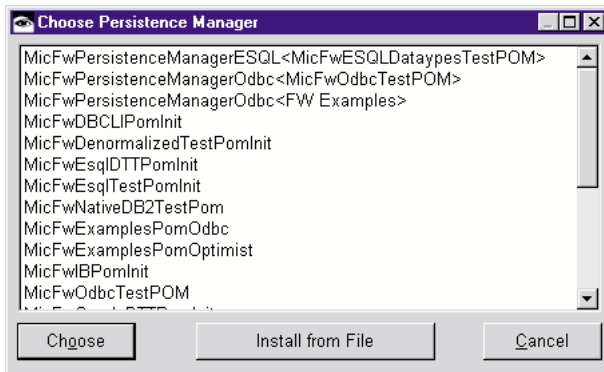 Choose Persistence Manager
MicFwPersistenceManagerESQL<MicFwESQLDataypesTestPOM>
MicFwPersistenceManagerOdbc<MicFwOdbcTestPOM>
MicFwPersistenceManagerOdbc<FW Examples>
MicFwDBCLIPomInit
MicFwDenormalizedTestPomInit
MicFwEsqlDTTPomInit
MicFwEsqlTestPomInit
MicFwNativeDB2TestPom
MicFwExamplesPomOdbc
MicFwExamplesPomOptimist
MicFwIBPomInit
MicFwOdbcTestPOM
Choose Install from File Cancel